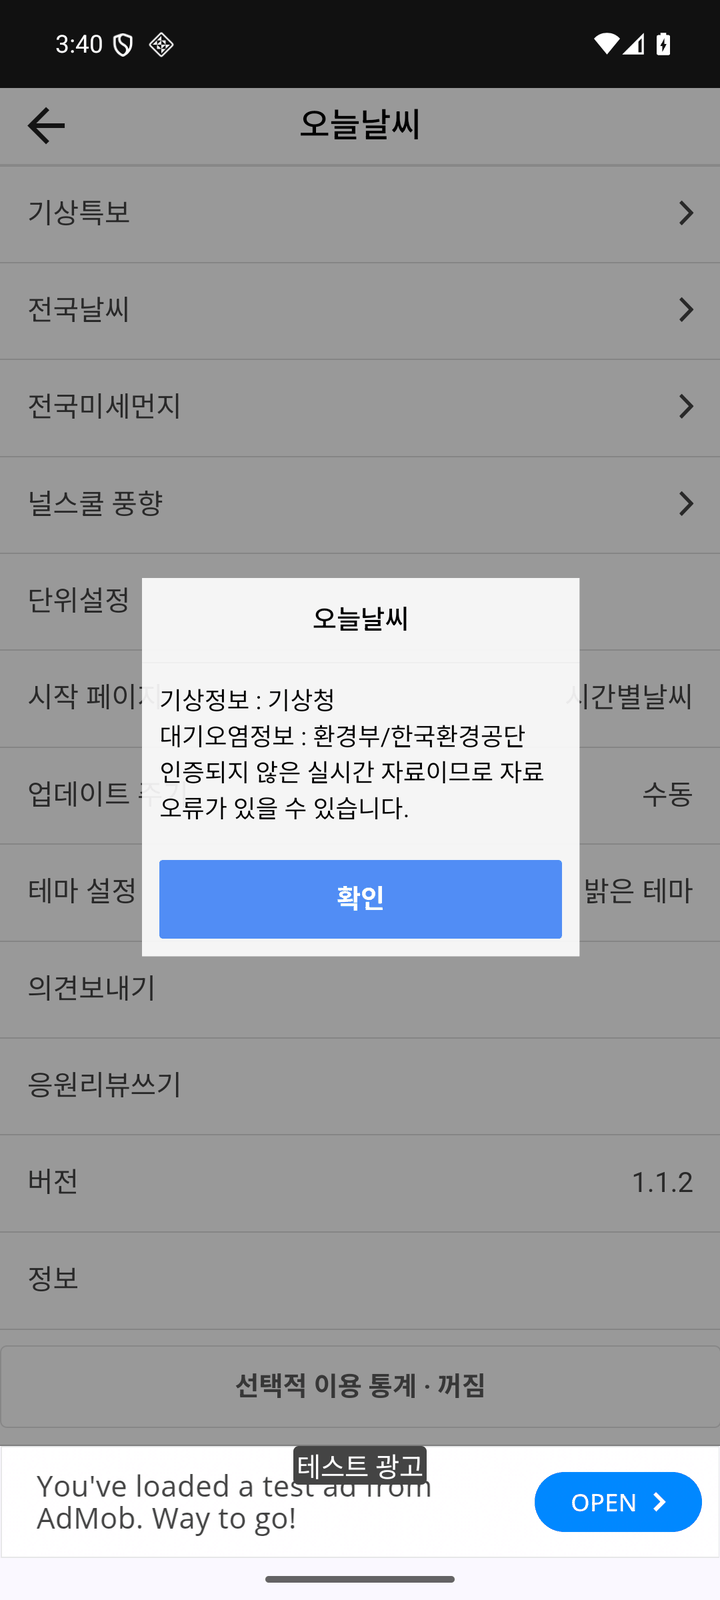 3:40
오늘날씨
기상특보
전국날씨
전국미세먼지
널스쿨 풍향
단위설정
시작 페이지
시간별날씨
업데이트 주기
수동
테마 설정
밝은 테마
오늘날씨
기상정보 : 기상청
대기오염정보 : 환경부/한국환경공단
인증되지 않은 실시간 자료이므로 자료
오류가 있을 수 있습니다.
확인
의견보내기
응원리뷰쓰기
버전
1.1.2
정보
선택적 이용 통계 · 꺼짐
테스트 광고
You've loaded a test ad from
AdMob. Way to go!
OPEN